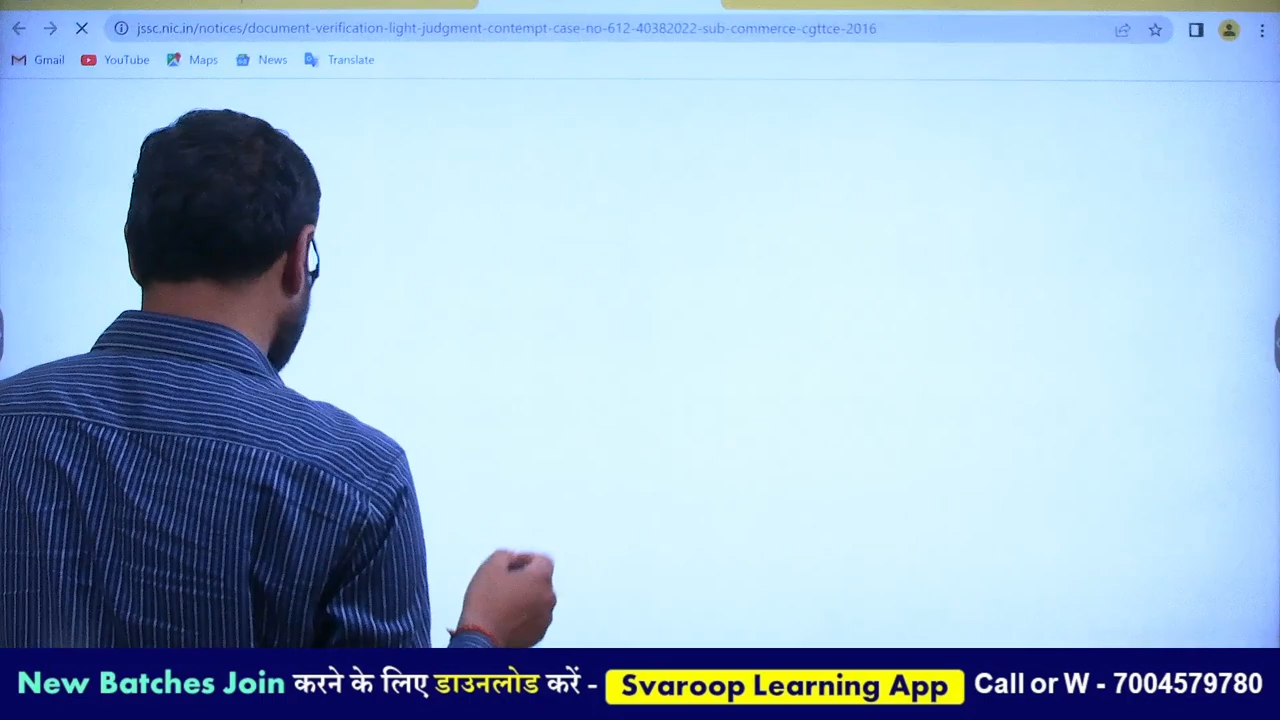 jssc.nic.in/notices/document-verification-light-judgment-contempt-case-no-612-40382022-sub-commerce-cgttce-2016
Gmail YouTube Maps News Translate
New Batches Join करने के लिए डाउनलोड करें - Svaroop Learning App Call or W - 7004579780